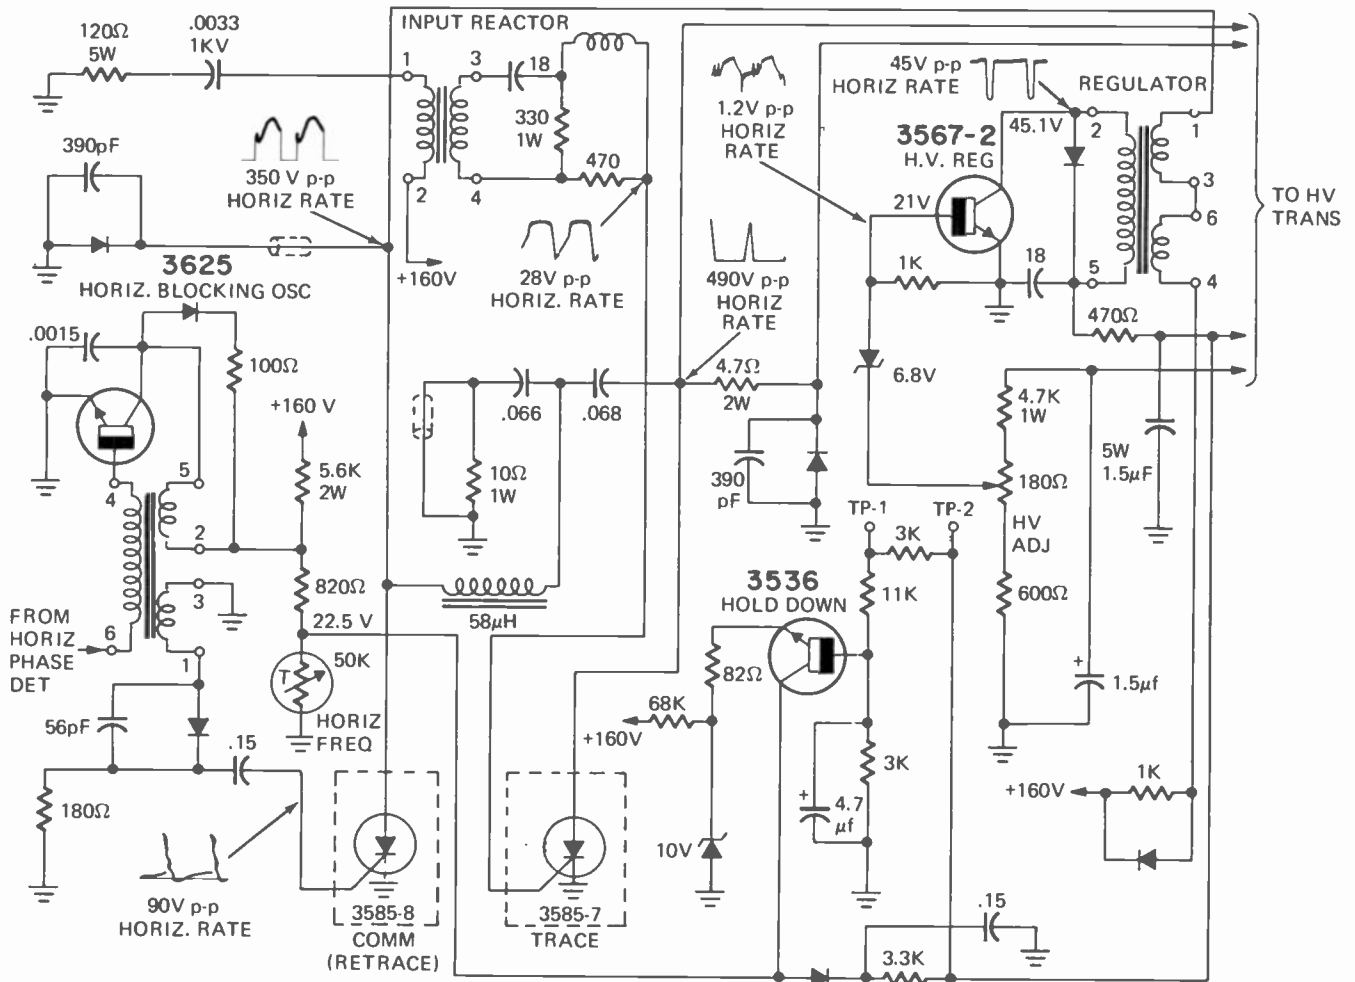 120Ω
5W
.0033
1KV
INPUT REACTOR
1
3
18
2
4
330
1W
470
390pF
350 V p-p
HORIZ RATE
+160V
28V p-p
HORIZ. RATE
1.2V p-p
HORIZ
RATE
45V p-p
HORIZ RATE
REGULATOR
45.1V
2
1
3
6
5
4
3567-2
H.V. REG
21V
1K
18
470Ω
TO HV
TRANS
3625
HORIZ. BLOCKING OSC
.0015
100Ω
+160 V
5.6K
2W
4
5
2
3
6
1
820Ω
22.5 V
50K
T
HORIZ
FREQ
FROM
HORIZ
PHASE
DET
56pF
.15
180Ω
90V p-p
HORIZ. RATE
.066
.068
10Ω
1W
58μH
490V p-p
HORIZ
RATE
4.7Ω
2W
390
pF
6.8V
4.7K
1W
180Ω
HV
ADJ
600Ω
5W
1.5μF
+
1.5μf
TP-1
TP-2
3K
11K
3536
HOLD DOWN
82Ω
68K
+160V
10V
3K
+
4.7
μf
+160V
1K
3585-8
COMM
(RETRACE)
3585-7
TRACE
.15
3.3K